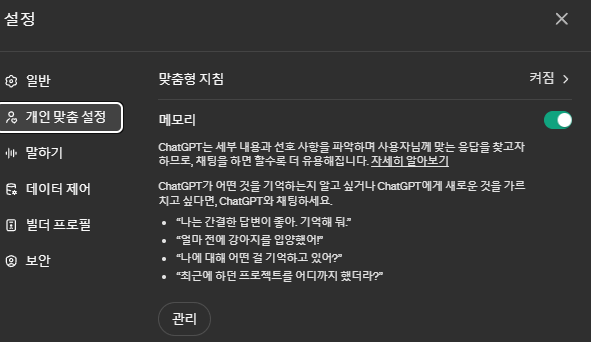 설정
일반
개인 맞춤 설정
말하기
데이터 제어
빌더 프로필
보안
맞춤형 지침
켜짐
메모리
ChatGPT는 세부 내용과 선호 사항을 파악하며 사용자님께 맞는 응답을 찾고자
하므로, 채팅을 하면 할수록 더 유용해집니다. 자세히 알아보기
ChatGPT가 어떤 것을 기억하는지 알고 싶거나 ChatGPT에게 새로운 것을 가르
치고 싶다면, ChatGPT와 채팅하세요.
• “나는 간결한 답변이 좋아. 기억해 둬.”
• “얼마 전에 강아지를 입양했어!”
• “나에 대해 어떤 걸 기억하고 있어?”
• “최근에 하던 프로젝트를 어디까지 했더라?”
관리